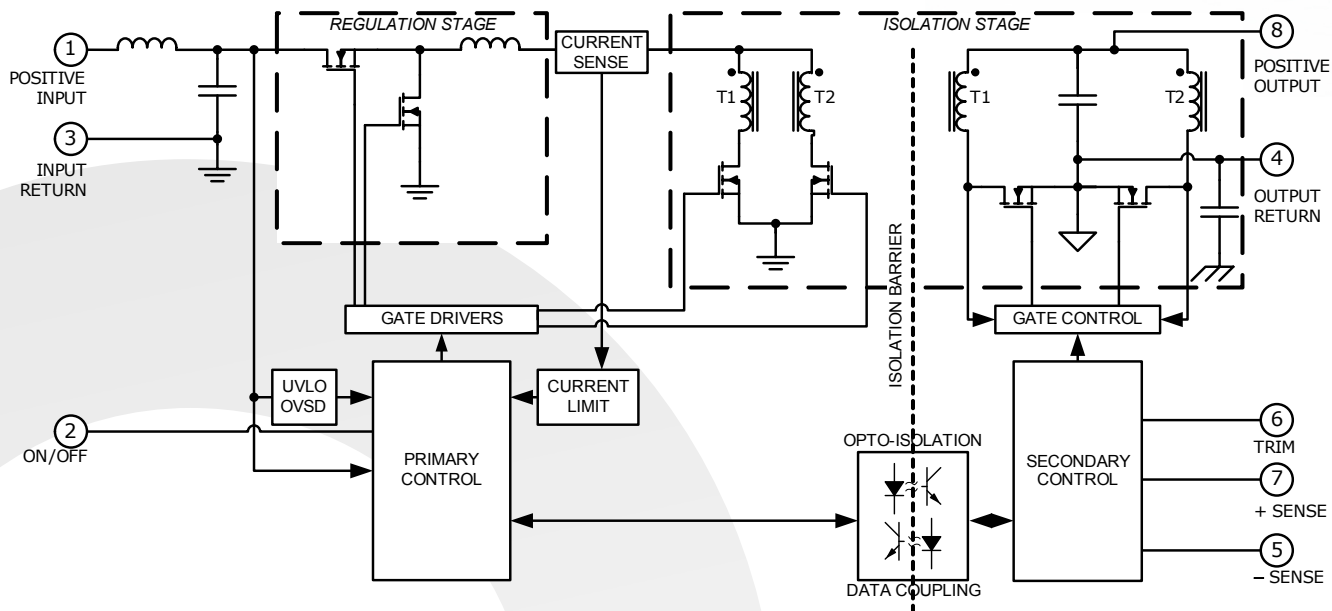 REGULATION STAGE
ISOLATION STAGE
1
POSITIVE
INPUT
CURRENT
SENSE
8
POSITIVE
OUTPUT
T1
T2
T1
T2
3
INPUT
RETURN
4
OUTPUT
RETURN
ISOLATION BARRIER
GATE DRIVERS
GATE CONTROL
UVLO
OVSD
CURRENT
LIMIT
2
ON/OFF
PRIMARY
CONTROL
OPTO-ISOLATION
SECONDARY
CONTROL
6
TRIM
7
+ SENSE
5
– SENSE
DATA COUPLING